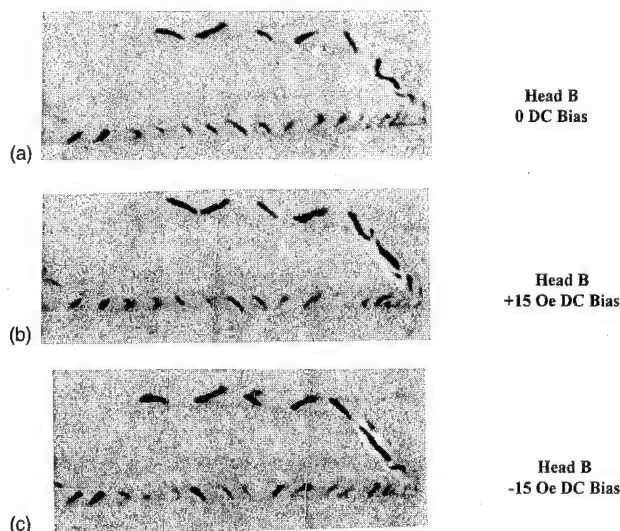 (a)
Head B
0 DC Bias
(b)
Head B
+15 Oe DC Bias
(c)
Head B
-15 Oe DC Bias